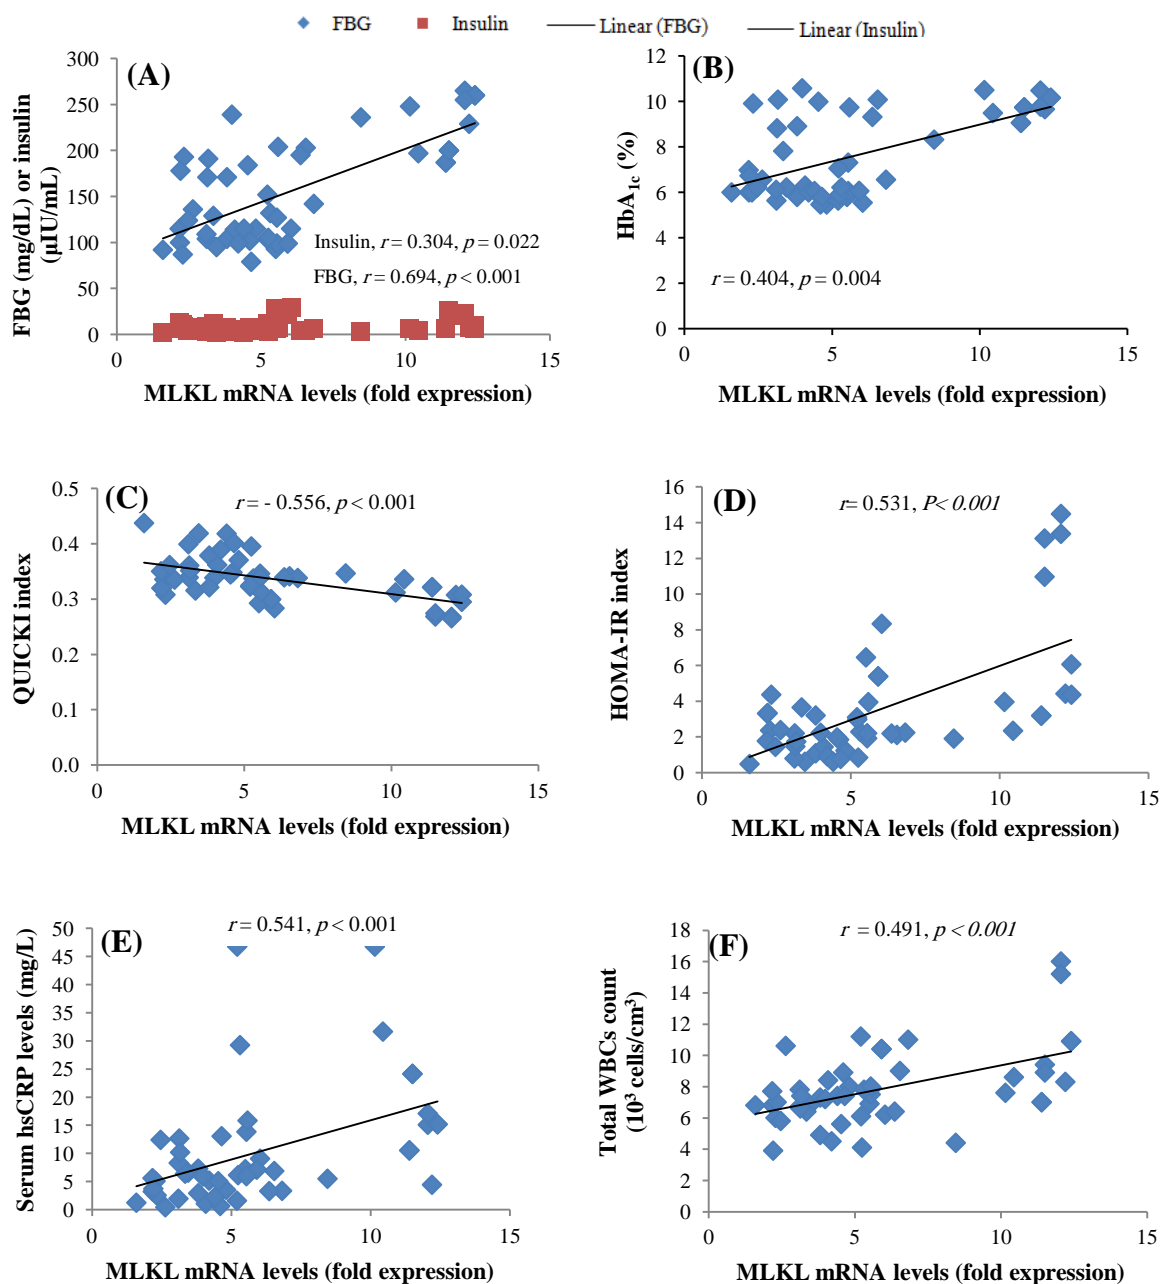 FBG Insulin Linear (FBG) Linear (Insulin)
(A)
FBG (mg/dL) or insulin
(µIU/mL)
300
250
200
150
100
50
0
Insulin, r = 0.304, p = 0.022
FBG, r = 0.694, p < 0.001
0 5 10 15
MLKL mRNA levels (fold expression)
(B)
HbA1c (%)
12
10
8
6
4
2
0
r = 0.404, p = 0.004
0 5 10 15
MLKL mRNA levels (fold expression)
(C)
r = - 0.556, p < 0.001
QUICKI index
0.5
0.4
0.3
0.2
0.1
0.0
0 5 10 15
MLKL mRNA levels (fold expression)
(D)
r= 0.531, P< 0.001
HOMA-IR index
16
14
12
10
8
6
4
2
0
0 5 10 15
MLKL mRNA levels (fold expression)
(E)
r = 0.541, p < 0.001
Serum hsCRP levels (mg/L)
50
45
40
35
30
25
20
15
10
5
0
0 5 10 15
MLKL mRNA levels (fold expression)
(F)
r = 0.491, p < 0.001
Total WBCs count
(10³ cells/cm³)
18
16
14
12
10
8
6
4
2
0
0 5 10 15
MLKL mRNA levels (fold expression)